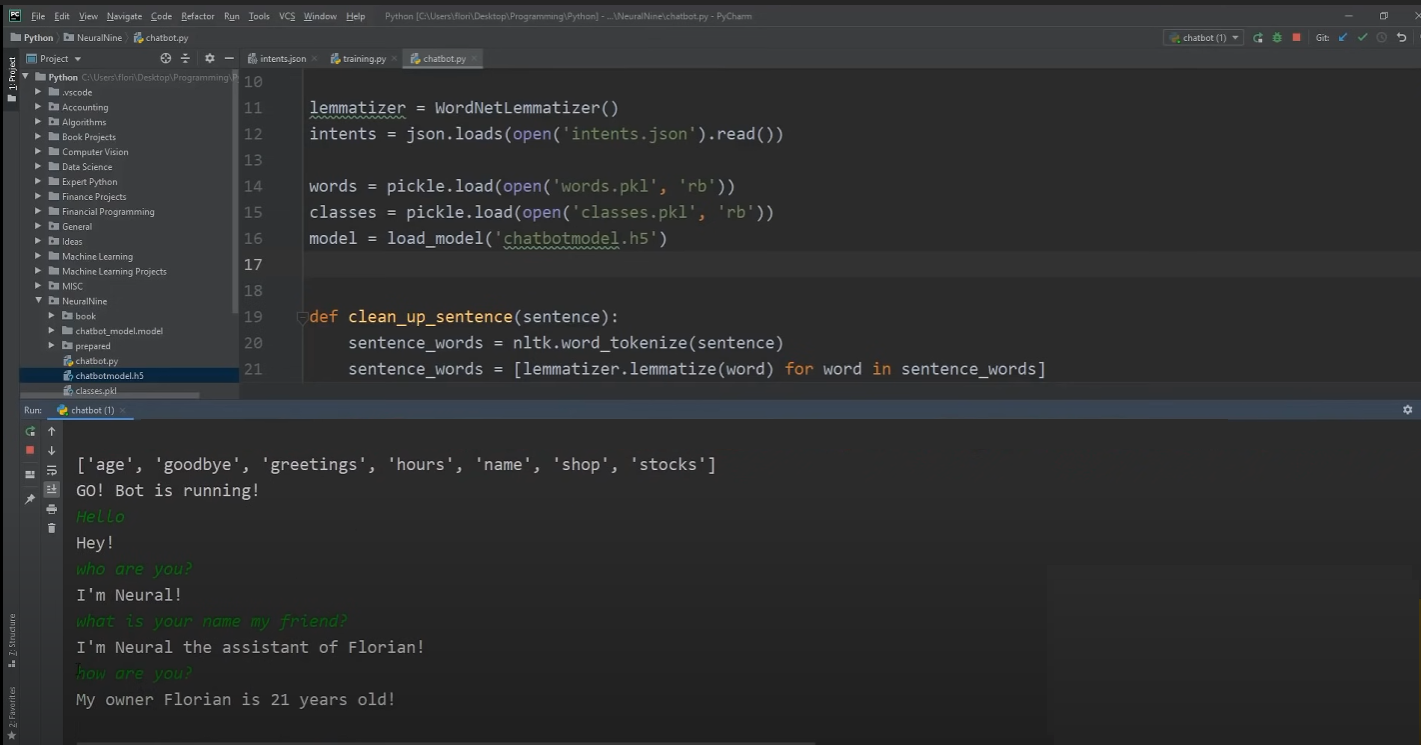 File Edit View Navigate Code Refactor Run Tools VCS Window Help Python [C:\Users\flori\Desktop\Programming\Python] - ...\NeuralNine\chatbot.py - PyCharm
Python NeuralNine chatbot.py chatbot (1) Git:
Project intents.json training.py chatbot.py
1: Project
Python C:\Users\flori\Desktop\Programming\P
.vscode
Accounting
Algorithms
Book Projects
Computer Vision
Data Science
Expert Python
Finance Projects
Financial Programming
General
Ideas
Machine Learning
Machine Learning Projects
MISC
NeuralNine
book
chatbot_model.model
prepared
chatbot.py
chatbotmodel.h5
classes.pkl
10
11 lemmatizer = WordNetLemmatizer()
12 intents = json.loads(open('intents.json').read())
13
14 words = pickle.load(open('words.pkl', 'rb'))
15 classes = pickle.load(open('classes.pkl', 'rb'))
16 model = load_model('chatbotmodel.h5')
17
18
19 def clean_up_sentence(sentence):
20 sentence_words = nltk.word_tokenize(sentence)
21 sentence_words = [lemmatizer.lemmatize(word) for word in sentence_words]
Run: chatbot (1)
['age', 'goodbye', 'greetings', 'hours', 'name', 'shop', 'stocks']
GO! Bot is running!
Hello
Hey!
who are you?
I'm Neural!
what is your name my friend?
I'm Neural the assistant of Florian!
how are you?
My owner Florian is 21 years old!
7: Structure
2: Favorites